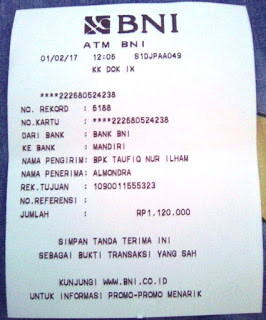 BNI
ATM BNI
01/02/17 12:05 S1DJPAA049
KK DOK IX
****222680524238
NO. REKORD : 6188
NO.KARTU : ****222680524238
DARI BANK : BANK BNI
KE BANK : MANDIRI
NAMA PENGIRIM: BPK TAUFIQ NUR ILHAM
NAMA PENERIMA: ALMONDRA
REK.TUJUAN : 1090011555323
NO.REFERENSI :
JUMLAH : RP1,120.000
SIMPAN TANDA TERIMA INI
SEBAGAI BUKTI TRANSAKSI YANG SAH
KUNJUNGI WWW.BNI.CO.ID
UNTUK INFORMASI PROMO-PROMO MENARIK